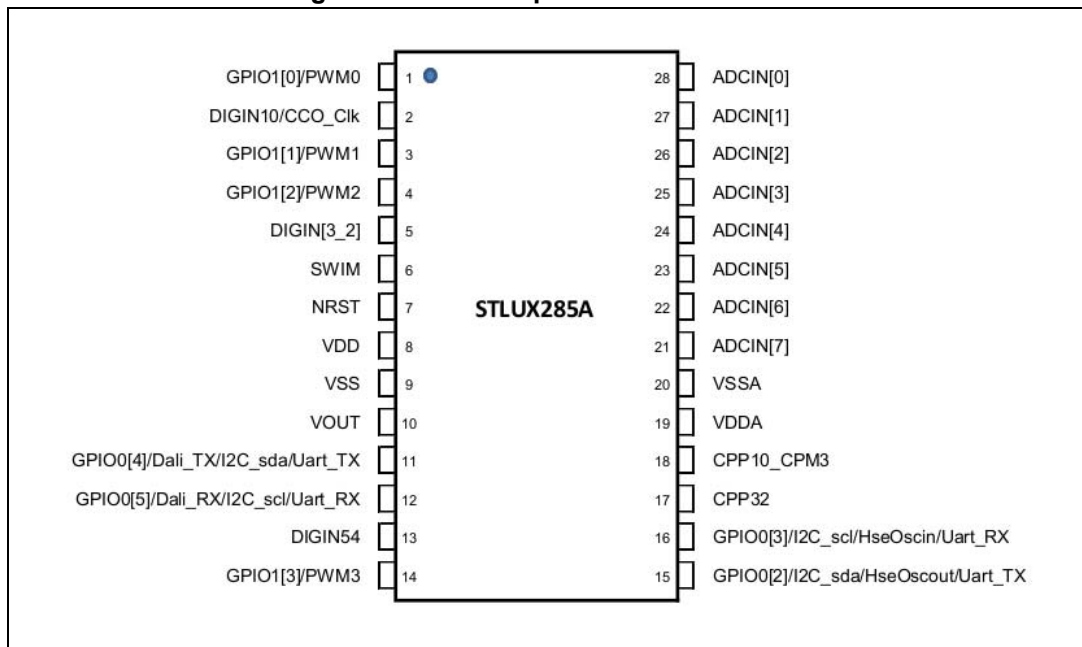 GPIO1[0]/PWM0 1 28 ADCIN[0]
DIGIN10/CCO_Clk 2 27 ADCIN[1]
GPIO1[1]/PWM1 3 26 ADCIN[2]
GPIO1[2]/PWM2 4 25 ADCIN[3]
DIGIN[3_2] 5 24 ADCIN[4]
SWIM 6 23 ADCIN[5]
NRST 7 STLUX285A 22 ADCIN[6]
VDD 8 21 ADCIN[7]
VSS 9 20 VSSA
VOUT 10 19 VDDA
GPIO0[4]/Dali_TX/I2C_sda/Uart_TX 11 18 CPP10_CPM3
GPIO0[5]/Dali_RX/I2C_scl/Uart_RX 12 17 CPP32
DIGIN54 13 16 GPIO0[3]/I2C_scl/HseOscin/Uart_RX
GPIO1[3]/PWM3 14 15 GPIO0[2]/I2C_sda/HseOscout/Uart_TX